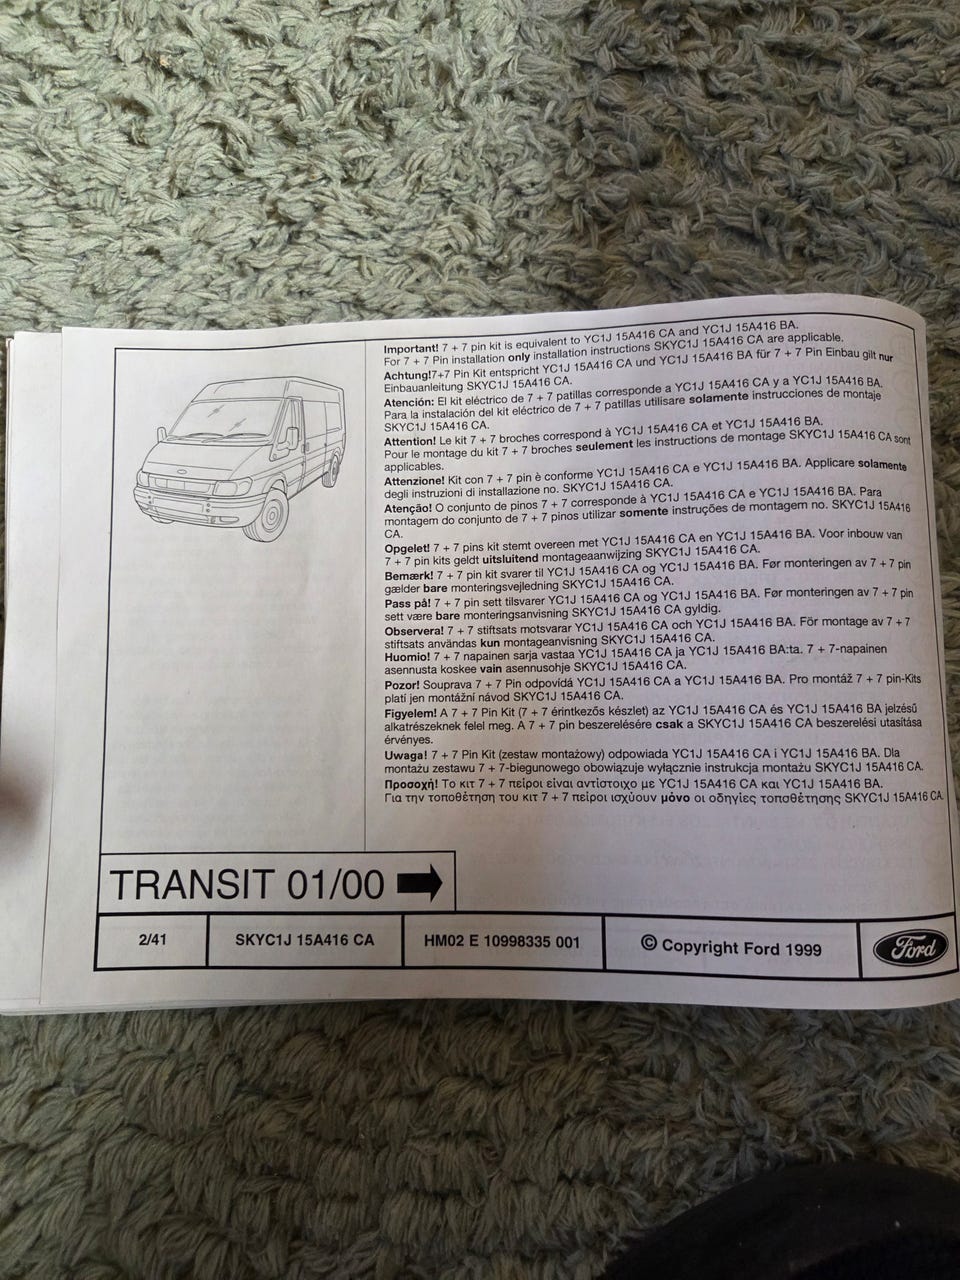 Important! 7 + 7 pin kit is equivalent to YC1J 15A416 CA and YC1J 15A416 BA.
For 7 + 7 Pin installation only installation instructions SKYC1J 15A416 CA are applicable.
Achtung!7+7 Pin Kit entspricht YC1J 15A416 CA und YC1J 15A416 BA für 7 + 7 Pin Einbau gilt nur
Einbauanleitung SKYC1J 15A416 CA.
Atención: El kit eléctrico de 7 + 7 patillas corresponde a YC1J 15A416 CA y a YC1J 15A416 BA.
Para la instalación del kit eléctrico de 7 + 7 patillas utilisare solamente instrucciones de montaje
SKYC1J 15A416 CA.
Attention! Le kit 7 + 7 broches correspond à YC1J 15A416 CA et YC1J 15A416 BA.
Pour le montage du kit 7 + 7 broches seulement les instructions de montage SKYC1J 15A416 CA sont
applicables.
Attenzione! Kit con 7 + 7 pin è conforme YC1J 15A416 CA e YC1J 15A416 BA. Applicare solamente
degli instruzioni di installazione no. SKYC1J 15A416 CA.
Atenção! O conjunto de pinos 7 + 7 corresponde à YC1J 15A416 CA e YC1J 15A416 BA. Para
montagem do conjunto de 7 + 7 pinos utilizar somente instruções de montagem no. SKYC1J 15A416
CA.
Opgelet! 7 + 7 pins kit stemt overeen met YC1J 15A416 CA en YC1J 15A416 BA. Voor inbouw van
7 + 7 pin kits geldt uitsluitend montageaanwijzing SKYC1J 15A416 CA.
Bemærk! 7 + 7 pin kit svarer til YC1J 15A416 CA og YC1J 15A416 BA. Før monteringen av 7 + 7 pin
gælder bare monteringsvejledning SKYC1J 15A416 CA.
Pass på! 7 + 7 pin sett tilsvarer YC1J 15A416 CA og YC1J 15A416 BA. Før monteringen av 7 + 7 pin
sett være bare monteringsanvisning SKYC1J 15A416 CA gyldig.
Observera! 7 + 7 stiftsats motsvarar YC1J 15A416 CA och YC1J 15A416 BA. För montage av 7 + 7
stiftsats användas kun montageanvisning SKYC1J 15A416 CA.
Huomio! 7 + 7 napainen sarja vastaa YC1J 15A416 CA ja YC1J 15A416 BA:ta. 7 + 7-napainen
asennusta koskee vain asennusohje SKYC1J 15A416 CA.
Pozor! Souprava 7 + 7 Pin odpovídá YC1J 15A416 CA a YC1J 15A416 BA. Pro montáž 7 + 7 pin-Kits
platí jen montážní návod SKYC1J 15A416 CA.
Figyelem! A 7 + 7 Pin Kit (7 + 7 érintkezős készlet) az YC1J 15A416 CA és YC1J 15A416 BA jelzésű
alkatrészeknek felel meg. A 7 + 7 pin beszerelésére csak a SKYC1J 15A416 CA beszerelési utasítása
érvényes.
Uwaga! 7 + 7 Pin Kit (zestaw montażowy) odpowiada YC1J 15A416 CA i YC1J 15A416 BA. Dla
montażu zestawu 7 + 7-biegunowego obowiązuje wyłącznie instrukcja montażu SKYC1J 15A416 CA.
Προσοχή! Το κιτ 7 + 7 πείροι είναι αντίστοιχο με YC1J 15A416 CA και YC1J 15A416 BA.
Για την τοποθέτηση του κιτ 7 + 7 πείροι ισχύουν μόνο οι οδηγίες τοποθέτησης SKYC1J 15A416 CA.
TRANSIT 01/00
2/41
SKYC1J 15A416 CA
HM02 E 10998335 001
© Copyright Ford 1999
Ford